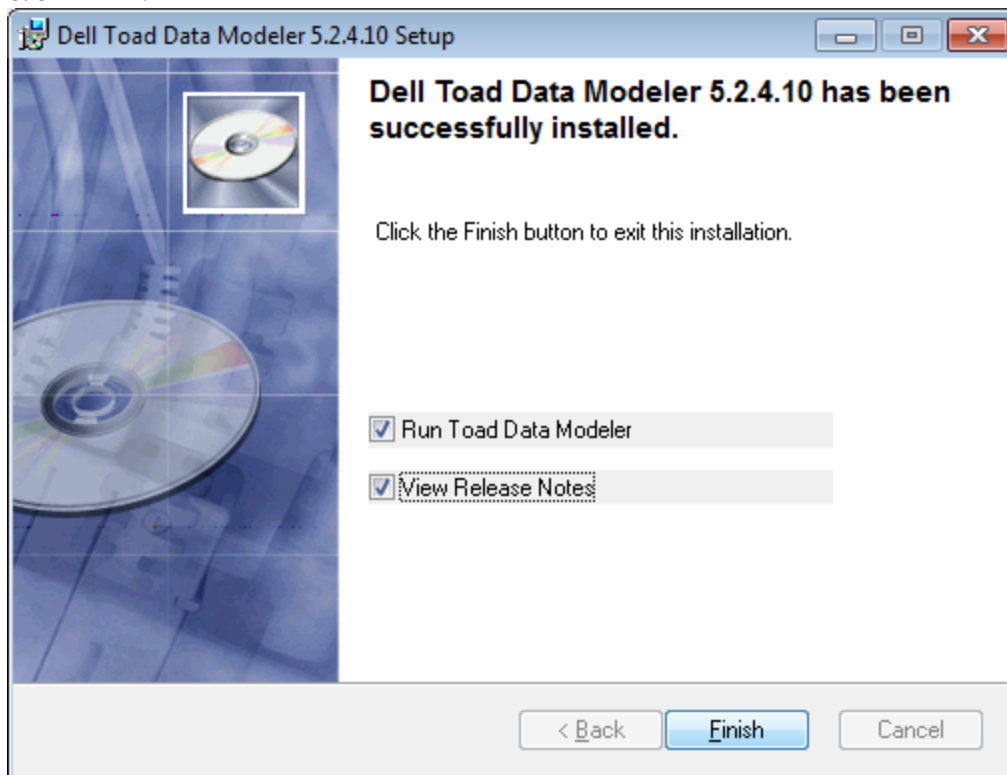 Dell Toad Data Modeler 5.2.4.10 Setup
Dell Toad Data Modeler 5.2.4.10 has been
successfully installed.
Click the Finish button to exit this installation.
Run Toad Data Modeler
View Release Notes
< Back
Finish
Cancel